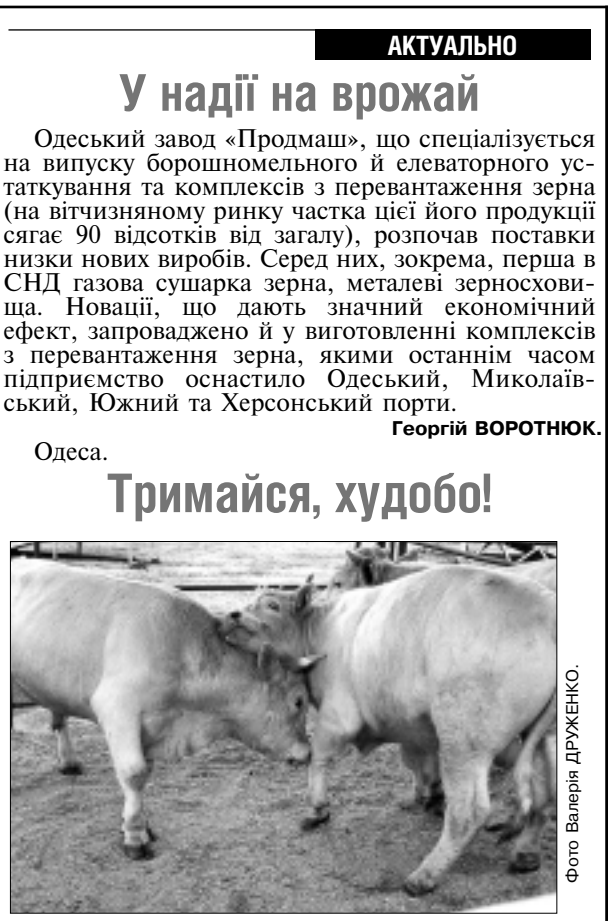 АКТУАЛЬНО
У надії на врожай
Одеський завод «Продмаш», що спеціалізується
на випуску борошномельного й елеваторного ус-
таткування та комплексів з перевантаження зерна
(на вітчизняному ринку частка цієї його продукції
сягає 90 відсотків від загалу), розпочав поставки
низки нових виробів. Серед них, зокрема, перша в
СНД газова сушарка зерна, металеві зерносхови-
ща. Новації, що дають значний економічний
ефект, запроваджено й у виготовленні комплексів
з перевантаження зерна, якими останнім часом
підприємство оснастило Одеський, Миколаїв-
ський, Южний та Херсонський порти.
Георгій ВОРОТНЮК.
Одеса.
Тримайся, худобо!
Фото Валерія ДРУЖЕНКО.